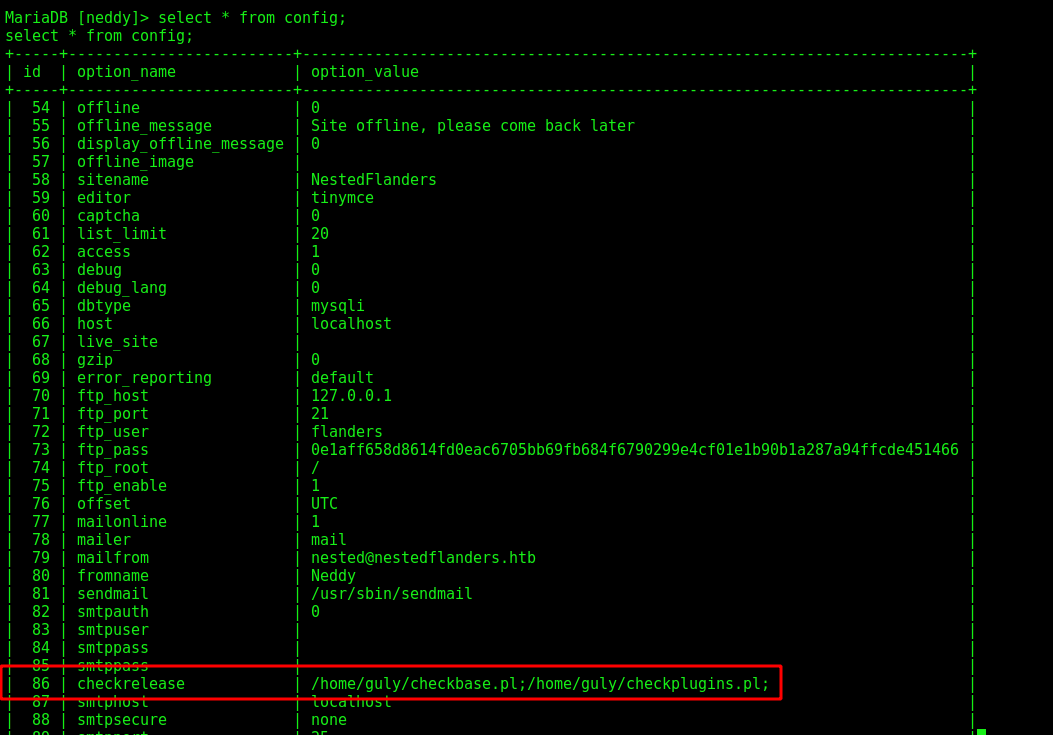 MariaDB [neddy]> select * from config;
select * from config;
+-----+------------------------+--------------------------------------------------------------------------+
| id  | option_name            | option_value                                                             |
+-----+------------------------+--------------------------------------------------------------------------+
|  54 | offline                | 0                                                                        |
|  55 | offline_message        | Site offline, please come back later                                     |
|  56 | display_offline_message | 0                                                                        |
|  57 | offline_image          |                                                                          |
|  58 | sitename               | NestedFlanders                                                           |
|  59 | editor                 | tinymce                                                                  |
|  60 | captcha                | 0                                                                        |
|  61 | list_limit             | 20                                                                       |
|  62 | access                 | 1                                                                        |
|  63 | debug                  | 0                                                                        |
|  64 | debug_lang             | 0                                                                        |
|  65 | dbtype                 | mysqli                                                                   |
|  66 | host                   | localhost                                                                |
|  67 | live_site              |                                                                          |
|  68 | gzip                   | 0                                                                        |
|  69 | error_reporting        | default                                                                  |
|  70 | ftp_host               | 127.0.0.1                                                                |
|  71 | ftp_port               | 21                                                                       |
|  72 | ftp_user               | flanders                                                                 |
|  73 | ftp_pass               | 0e1aff658d8614fd0eac6705bb69fb684f6790299e4cf01e1b90b1a287a94ffcde451466 |
|  74 | ftp_root               | /                                                                        |
|  75 | ftp_enable             | 1                                                                        |
|  76 | offset                 | UTC                                                                      |
|  77 | mailonline             | 1                                                                        |
|  78 | mailer                 | mail                                                                     |
|  79 | mailfrom               | nested@nestedflanders.htb                                                |
|  80 | fromname               | Neddy                                                                    |
|  81 | sendmail               | /usr/sbin/sendmail                                                       |
|  82 | smtpauth               | 0                                                                        |
|  83 | smtpuser               |                                                                          |
|  84 | smtppass               |                                                                          |
|  85 | smtppass               |                                                                          |
|  86 | checkrelease           | /home/guly/checkbase.pl;/home/guly/checkplugins.pl;                      |
|  87 | smtphost               | localhost                                                                |
|  88 | smtpsecure             | none                                                                     |